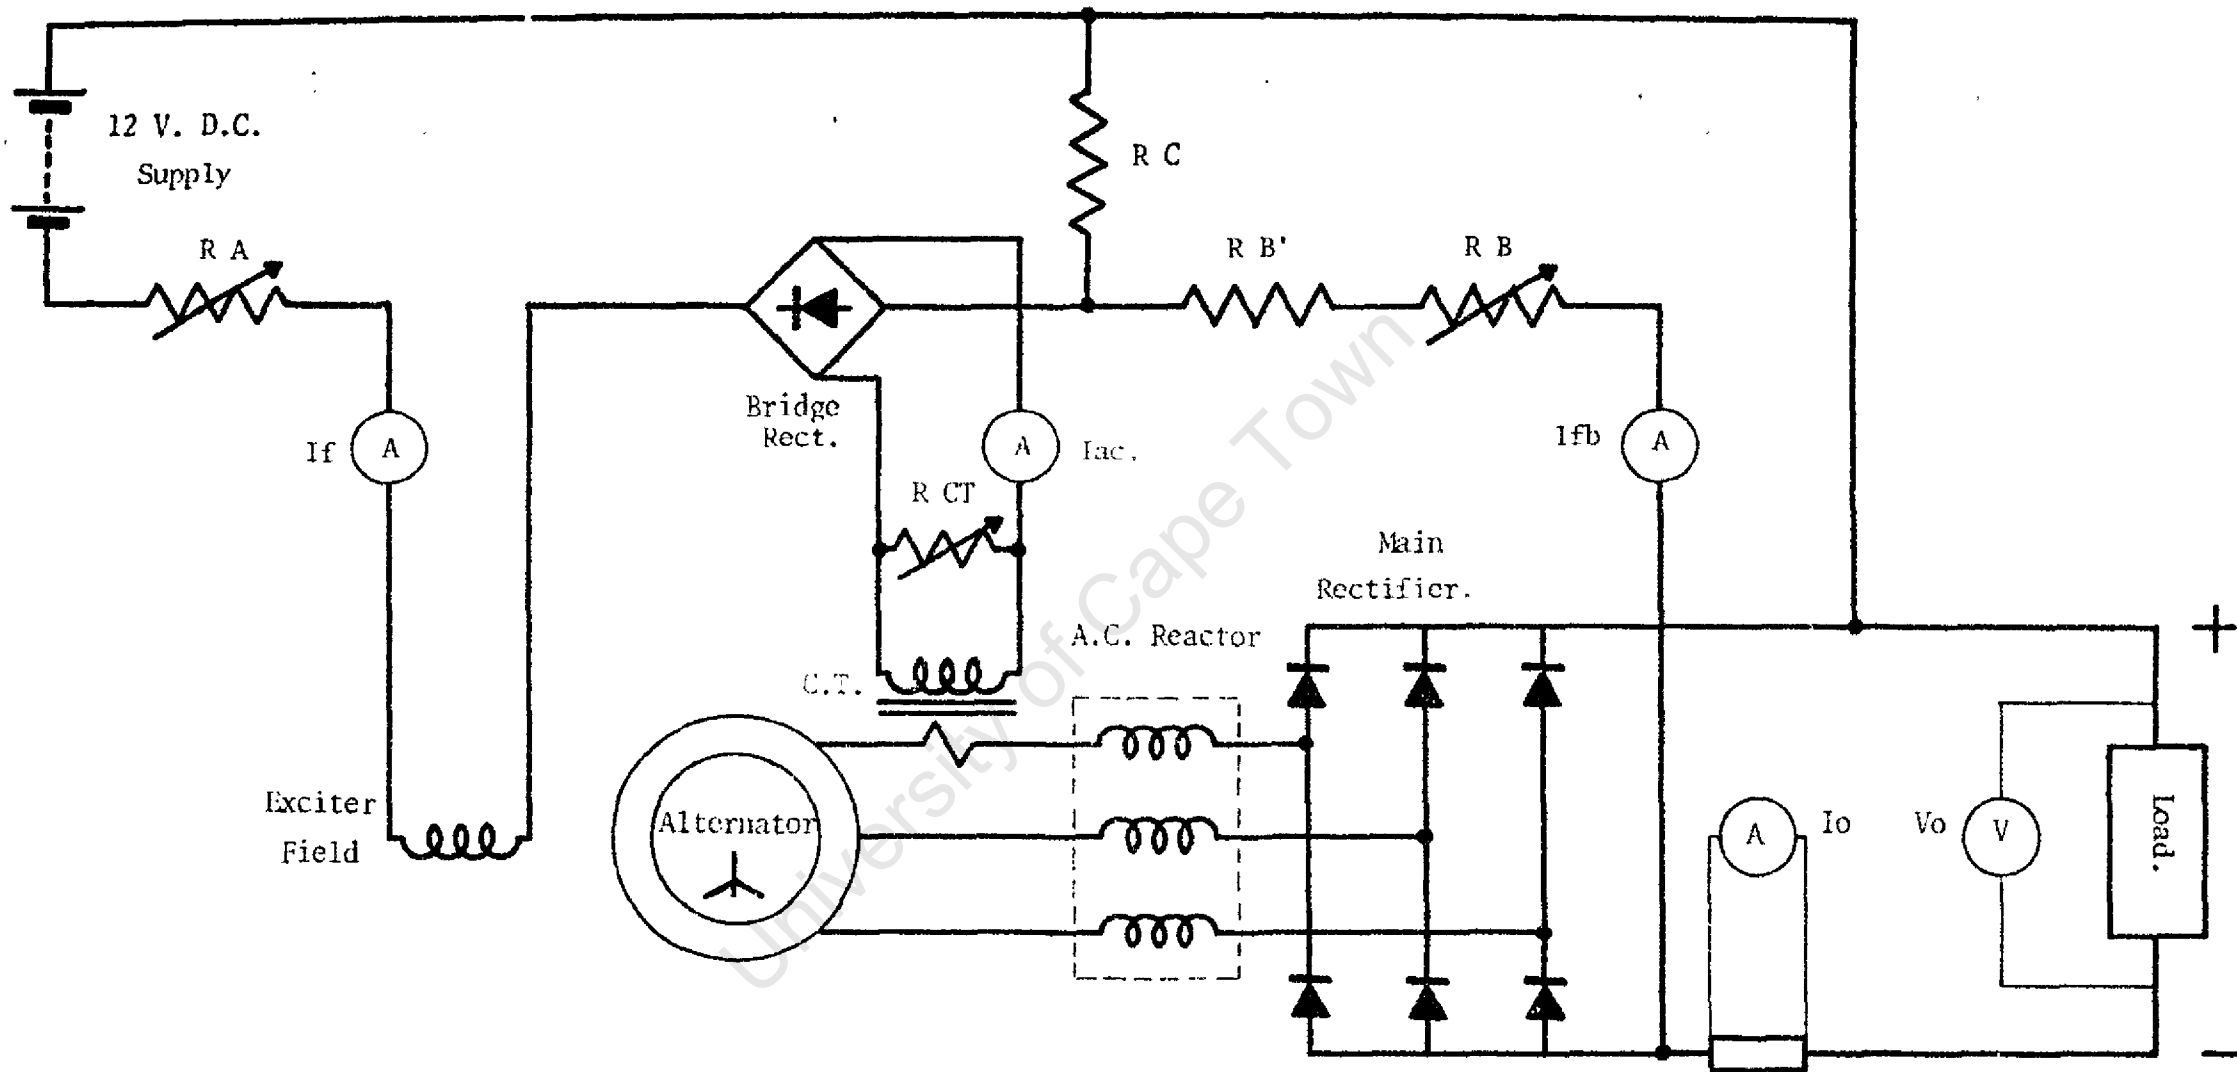 12 V. D.C.
Supply
R C
R A
R B'
R B
Bridge
Rect.
If
A
A
Iac.
Ifb
A
R CT
Main
Rectifier.
A.C. Reactor
C.T.
+
Exciter
Field
Alternator
A
Io
Vo
V
Load.
-
University of Cape Town